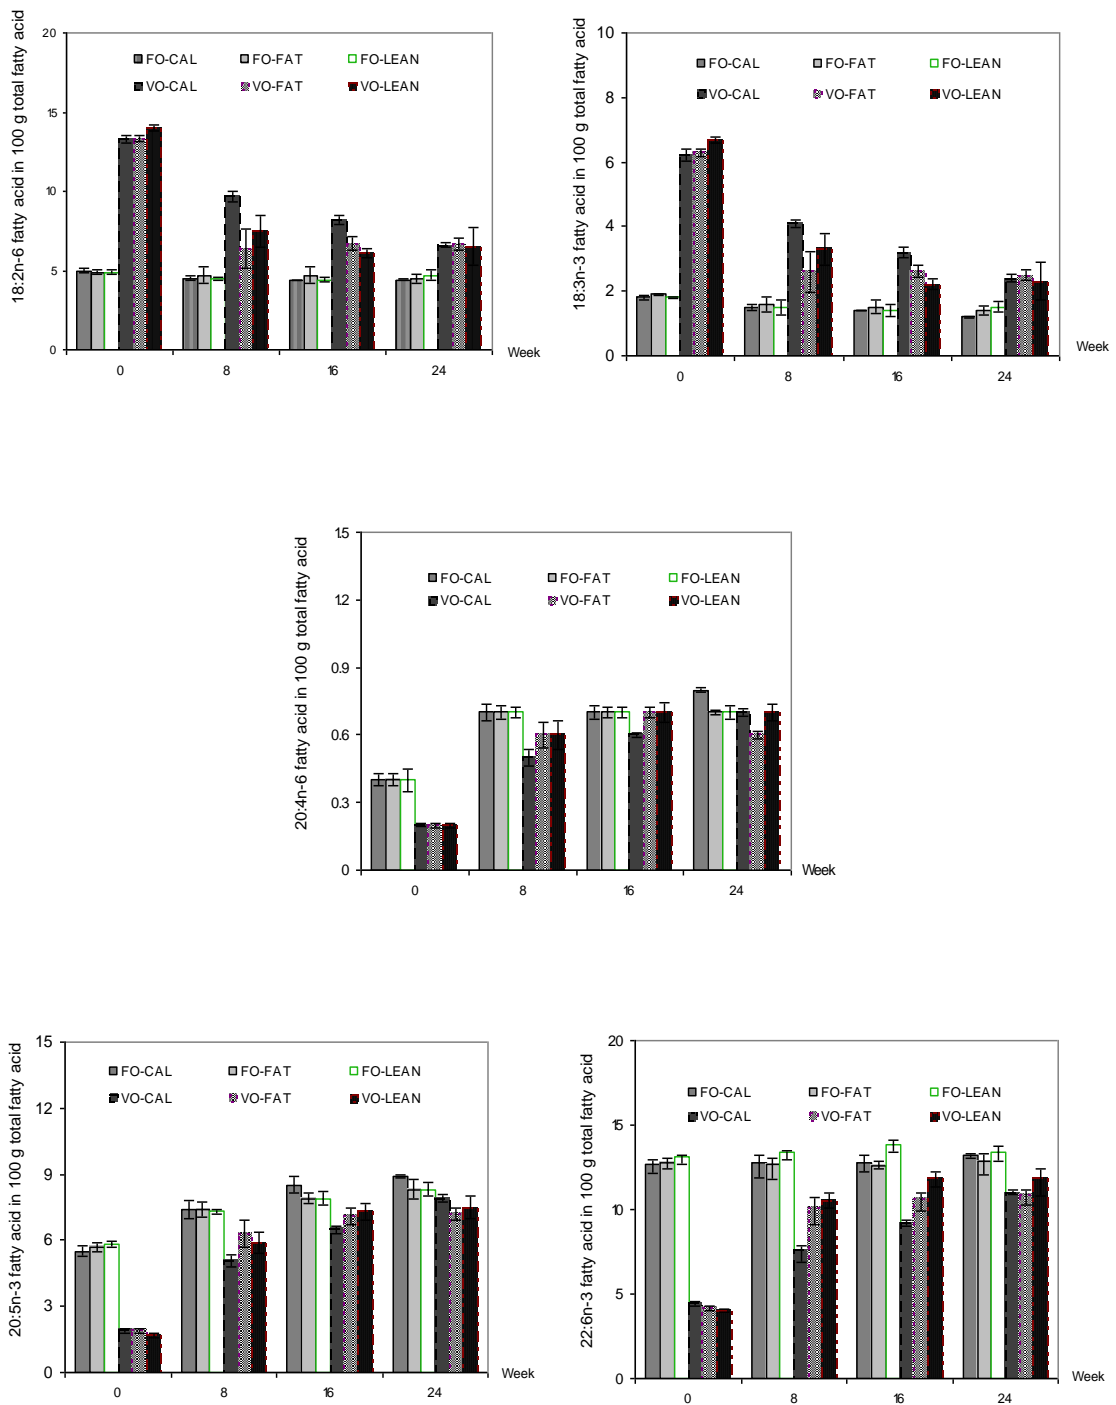 18:2n-6 fatty acid in 100 g total fatty acid
20
15
10
5
0
FO-CAL FO-FAT FO-LEAN
VO-CAL VO-FAT VO-LEAN
0 8 16 24
Week
18:3n-3 fatty acid in 100 g total fatty acid
10
8
6
4
2
0
FO-CAL FO-FAT FO-LEAN
VO-CAL VO-FAT VO-LEAN
0 8 16 24
Week
20:4n-6 fatty acid in 100 g total fatty acid
1.5
1.2
0.9
0.6
0.3
0
FO-CAL FO-FAT FO-LEAN
VO-CAL VO-FAT VO-LEAN
0 8 16 24
Week
20:5n-3 fatty acid in 100 g total fatty acid
15
12
9
6
3
0
FO-CAL FO-FAT FO-LEAN
VO-CAL VO-FAT VO-LEAN
0 8 16 24
Week
22:6n-3 fatty acid in 100 g total fatty acid
20
15
10
5
0
FO-CAL FO-FAT FO-LEAN
VO-CAL VO-FAT VO-LEAN
0 8 16 24
Week